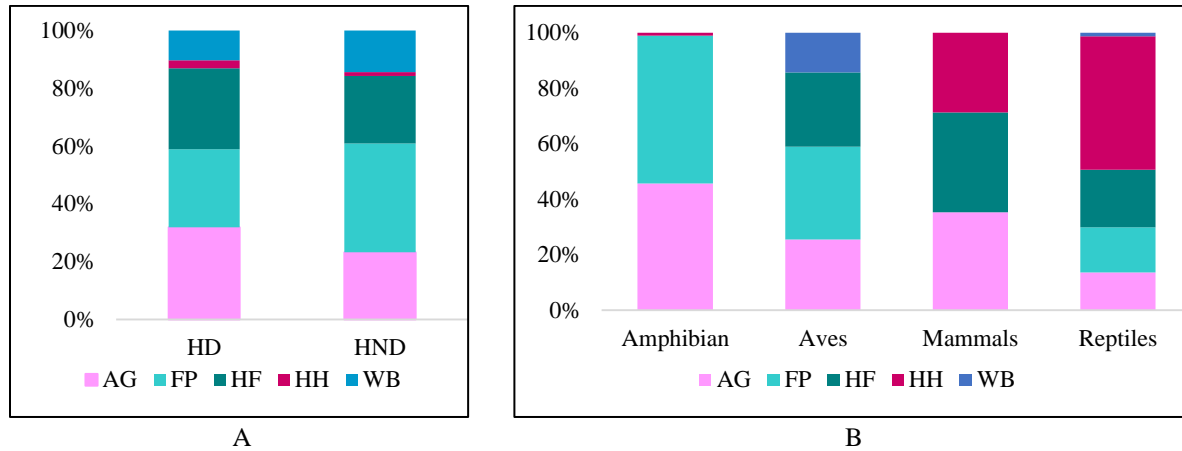 100%
80%
60%
40%
20%
0%
HD HND
AG FP HF HH WB
A
100%
80%
60%
40%
20%
0%
Amphibian Aves Mammals Reptiles
AG FP HF HH WB
B